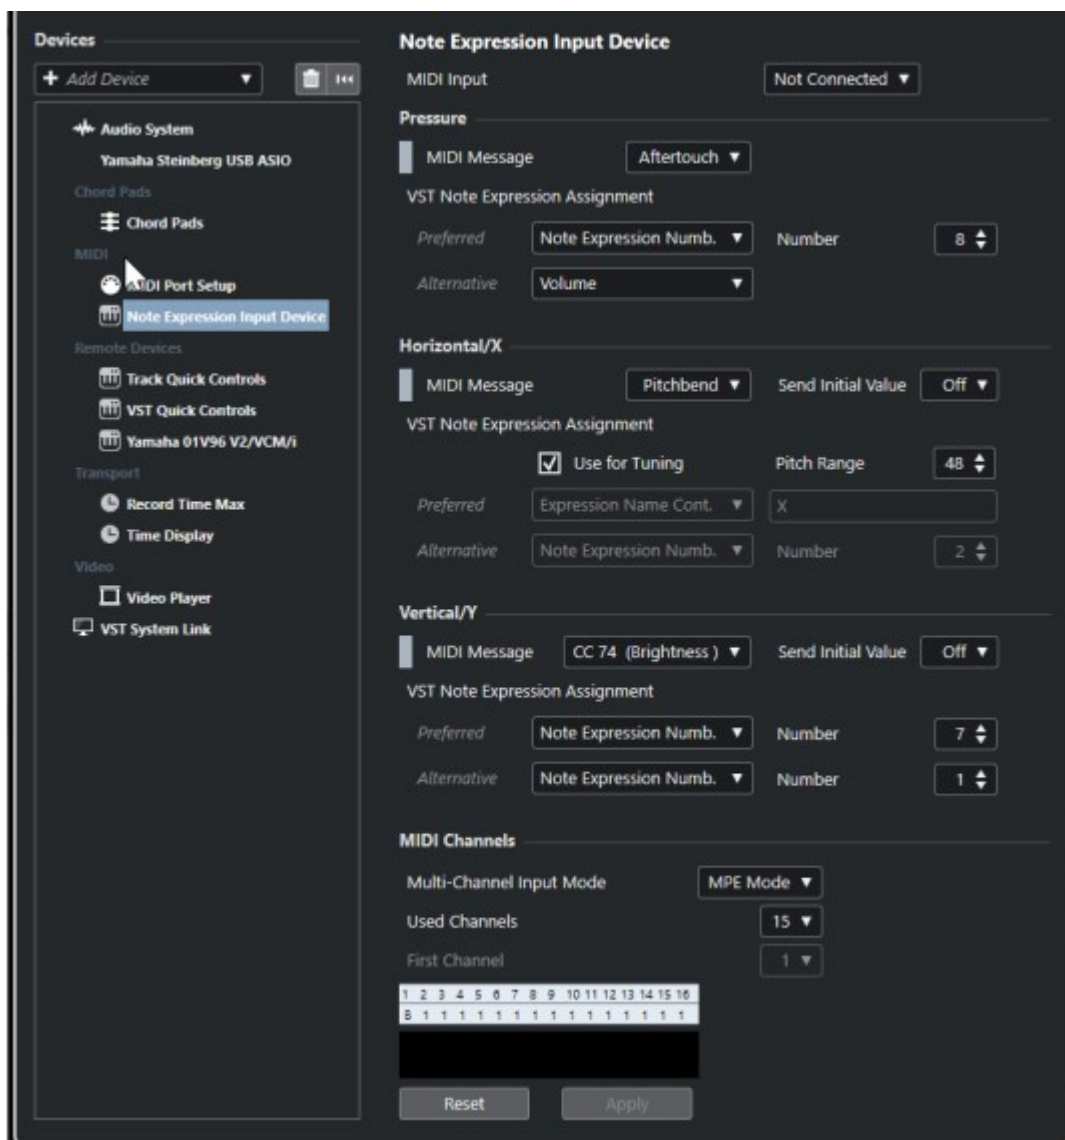 Devices
Add Device
Audio System
Yamaha Steinberg USB ASIO
Chord Pads
Chord Pads
MIDI
MIDI Port Setup
Note Expression Input Device
Remote Devices
Track Quick Controls
VST Quick Controls
Yamaha 01V96 V2/VCM/i
Transport
Record Time Max
Time Display
Video
Video Player
VST System Link
Note Expression Input Device
MIDI Input Not Connected
Pressure
MIDI Message Aftertouch
VST Note Expression Assignment
Preferred Note Expression Numb. Number 8
Alternative Volume
Horizontal/X
MIDI Message Pitchbend Send Initial Value Off
VST Note Expression Assignment
Use for Tuning Pitch Range 48
Preferred Expression Name Cont. X
Alternative Note Expression Numb. Number 2
Vertical/Y
MIDI Message CC 74 (Brightness ) Send Initial Value Off
VST Note Expression Assignment
Preferred Note Expression Numb. Number 7
Alternative Note Expression Numb. Number 1
MIDI Channels
Multi-Channel Input Mode MPE Mode
Used Channels 15
First Channel 1
1 2 3 4 5 6 7 8 9 10 11 12 13 14 15 16
B 1 1 1 1 1 1 1 1 1 1 1 1 1 1 1
Reset Apply